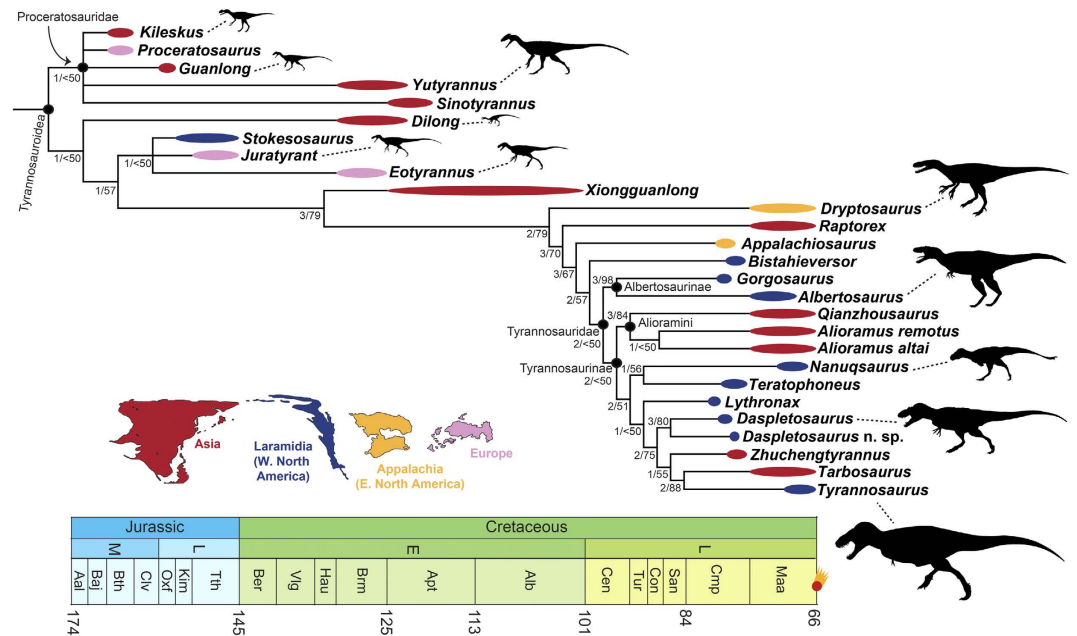 Proceratosauridae
Kileskus
Proceratosaurus
1/<50
Guanlong
Yutyrannus
Sinotyrannus
Tyrannosauroidea
Dilong
1/<50
Stokesosaurus
1/<50
Juratyrant
Eotyrannus
1/57
Xiongguanlong
3/79
Dryptosaurus
2/79
Raptorex
3/70
Appalachiosaurus
3/67
Bistahieversor
2/57
Gorgosaurus
3/98
Albertosaurinae
Albertosaurus
Qianzhousaurus
3/84
Alioramini
Tyrannosauridae
2/<50
Alioramus remotus
1/<50
Alioramus altai
Tyrannosaurinae
2/<50
1/56
Nanuqsaurus
Teratophoneus
2/51
Lythronax
1/<50
3/80
Daspletosaurus
Daspletosaurus n. sp.
2/75
Zhuchengtyrannus
1/55
Tarbosaurus
2/88
Tyrannosaurus
Asia
Laramidia
(W. North
America)
Appalachia
(E. North America)
Europe
Jurassic
Cretaceous
M
L
E
L
Aal
Baj
Bth
Clv
Oxf
Kim
Tth
Ber
Vlg
Hau
Brm
Apt
Alb
Cen
Tur
Con
San
Cmp
Maa
174
145
125
113
101
84
66